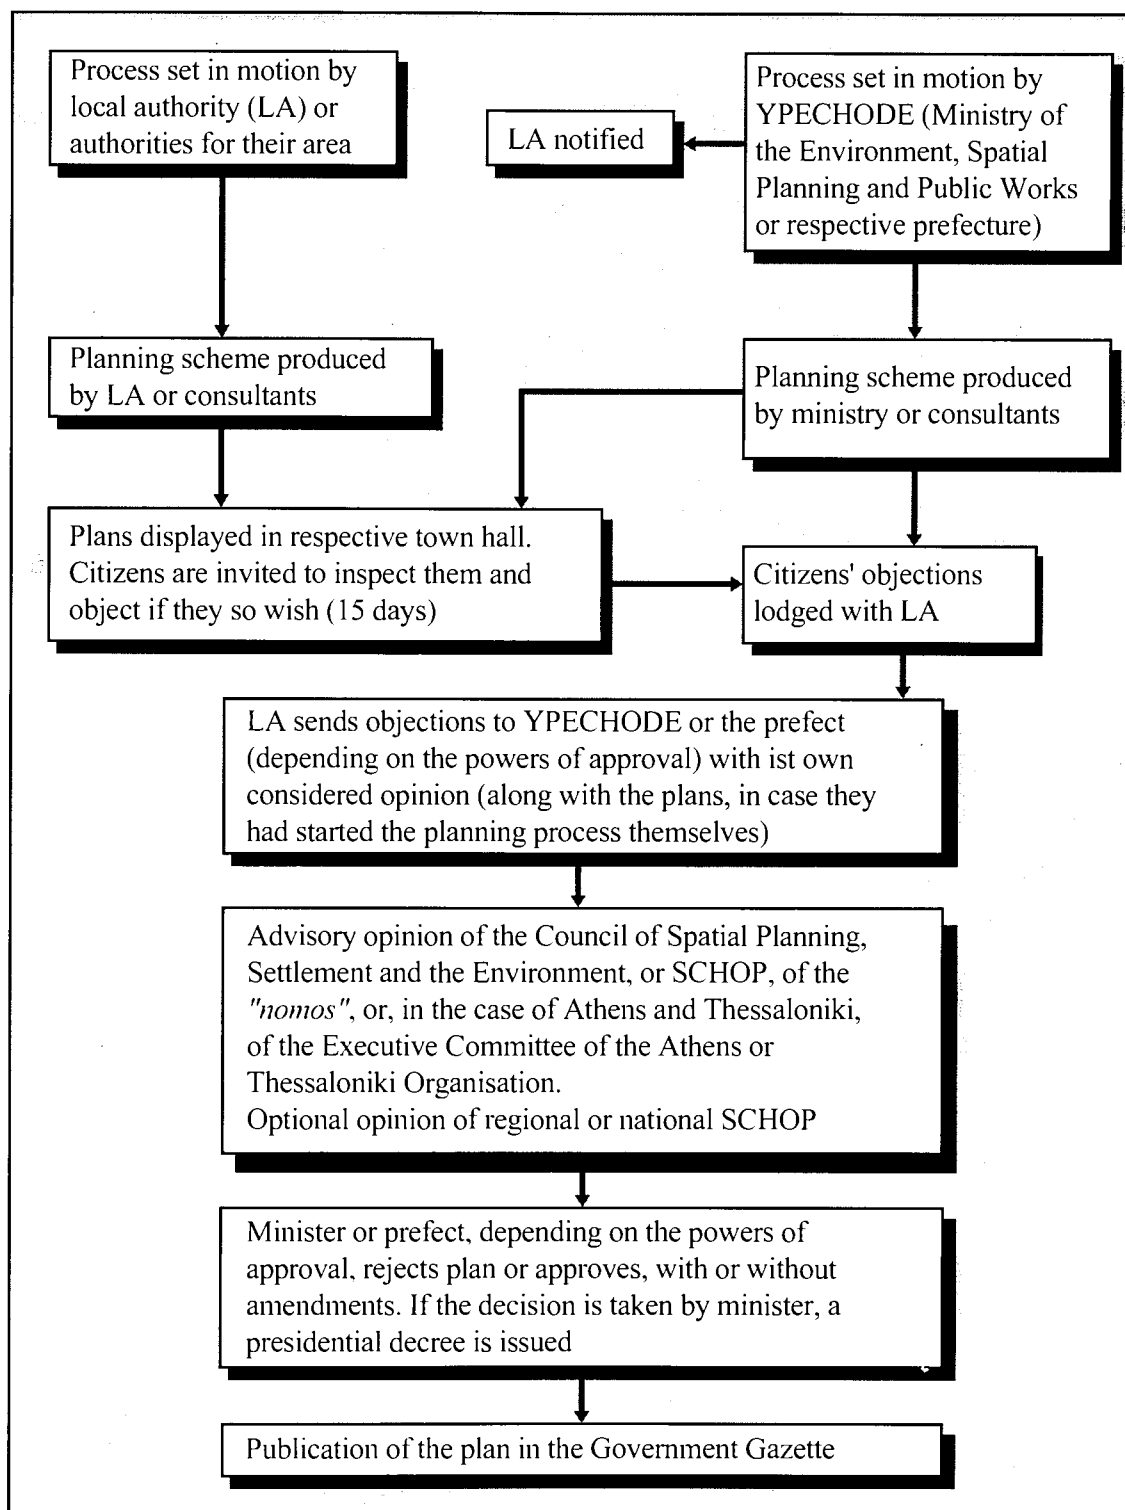 Process set in motion by
local authority (LA) or
authorities for their area
LA notified
Process set in motion by
YPECHODE (Ministry of
the Environment, Spatial
Planning and Public Works
or respective prefecture)
Planning scheme produced
by LA or consultants
Planning scheme produced
by ministry or consultants
Plans displayed in respective town hall.
Citizens are invited to inspect them and
object if they so wish (15 days)
Citizens' objections
lodged with LA
LA sends objections to YPECHODE or the prefect
(depending on the powers of approval) with ist own
considered opinion (along with the plans, in case they
had started the planning process themselves)
Advisory opinion of the Council of Spatial Planning,
Settlement and the Environment, or SCHOP, of the
"nomos", or, in the case of Athens and Thessaloniki,
of the Executive Committee of the Athens or
Thessaloniki Organisation.
Optional opinion of regional or national SCHOP
Minister or prefect, depending on the powers of
approval, rejects plan or approves, with or without
amendments. If the decision is taken by minister, a
presidential decree is issued
Publication of the plan in the Government Gazette